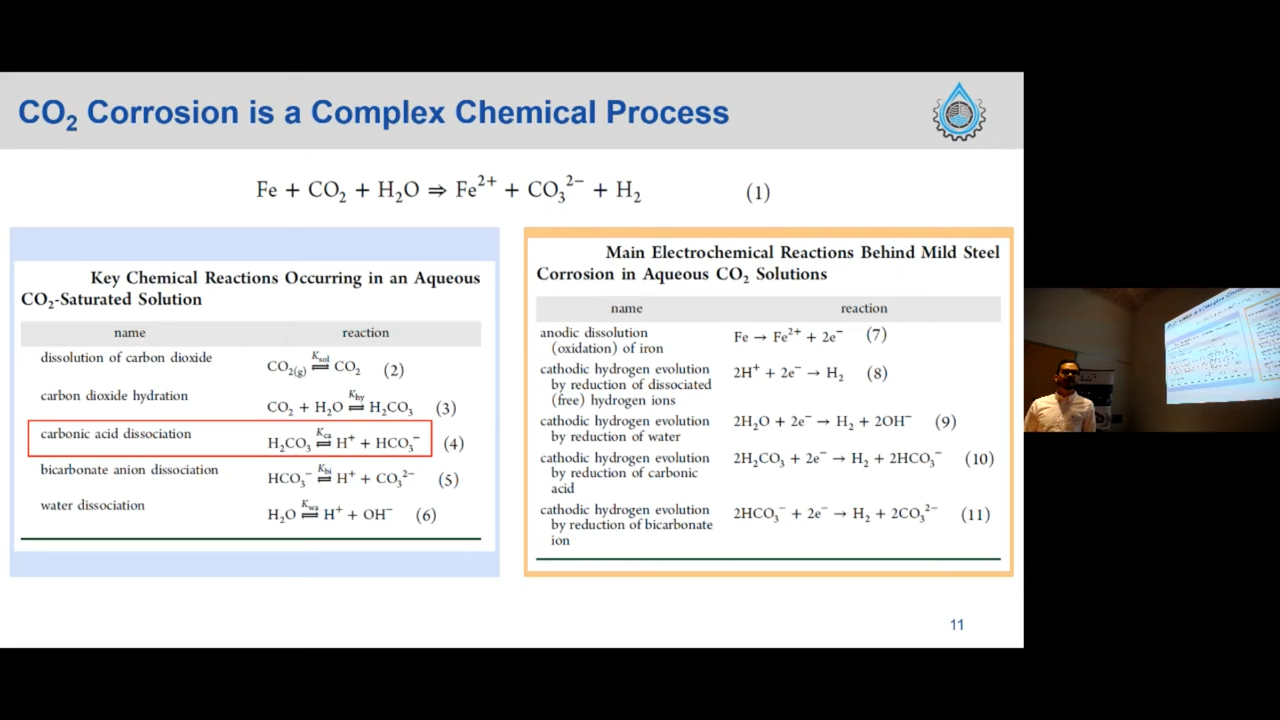 CO₂ Corrosion is a Complex Chemical Process
Fe + CO₂ + H₂O ⇒ Fe²⁺ + CO₃²⁻ + H₂ (1)
Key Chemical Reactions Occurring in an Aqueous
CO₂-Saturated Solution
name reaction
dissolution of carbon dioxide
CO₂(g) ⇌ CO₂ (2)
Ksol
carbon dioxide hydration
CO₂ + H₂O ⇌ H₂CO₃ (3)
Khy
carbonic acid dissociation
H₂CO₃ ⇌ H⁺ + HCO₃⁻ (4)
Kca
bicarbonate anion dissociation
HCO₃⁻ ⇌ H⁺ + CO₃²⁻ (5)
Kbi
water dissociation
H₂O ⇌ H⁺ + OH⁻ (6)
Kwa
Main Electrochemical Reactions Behind Mild Steel
Corrosion in Aqueous CO₂ Solutions
name reaction
anodic dissolution
(oxidation) of iron
Fe → Fe²⁺ + 2e⁻ (7)
cathodic hydrogen evolution
by reduction of dissociated
(free) hydrogen ions
2H⁺ + 2e⁻ → H₂ (8)
cathodic hydrogen evolution
by reduction of water
2H₂O + 2e⁻ → H₂ + 2OH⁻ (9)
cathodic hydrogen evolution
by reduction of carbonic
acid
2H₂CO₃ + 2e⁻ → H₂ + 2HCO₃⁻ (10)
cathodic hydrogen evolution
by reduction of bicarbonate
ion
2HCO₃⁻ + 2e⁻ → H₂ + 2CO₃²⁻ (11)
11